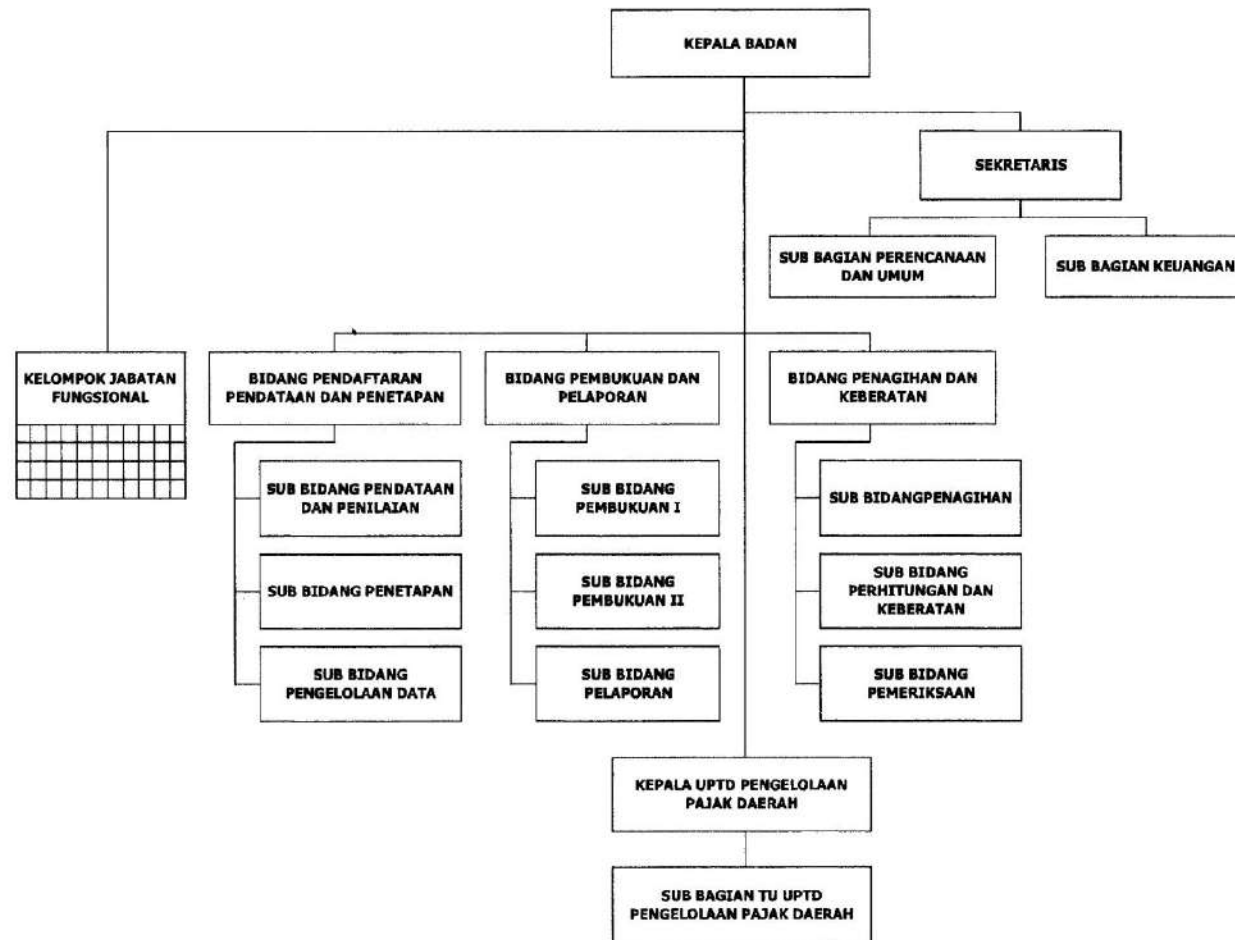 KEPALA BADAN
SEKRETARIS
SUB BAGIAN PERENCANAAN
DAN UMUM
SUB BAGIAN KEUANGAN
KELOMPOK JABATAN
FUNGSIONAL
BIDANG PENDAFTARAN
PENDATAAN DAN PENETAPAN
BIDANG PEMBUKUAN DAN
PELAPORAN
BIDANG PENAGIHAN DAN
KEBERATAN
SUB BIDANG PENDATAAN
DAN PENILAIAN
SUB BIDANG PENETAPAN
SUB BIDANG
PENGELOLAAN DATA
SUB BIDANG
PEMBUKUAN I
SUB BIDANG
PEMBUKUAN II
SUB BIDANG
PELAPORAN
SUB BIDANGPENAGIHAN
SUB BIDANG
PERHITUNGAN DAN
KEBERATAN
SUB BIDANG
PEMERIKSAAN
KEPALA UPTD PENGELOLAAN
PAJAK DAERAH
SUB BAGIAN TU UPTD
PENGELOLAAN PAJAK DAERAH